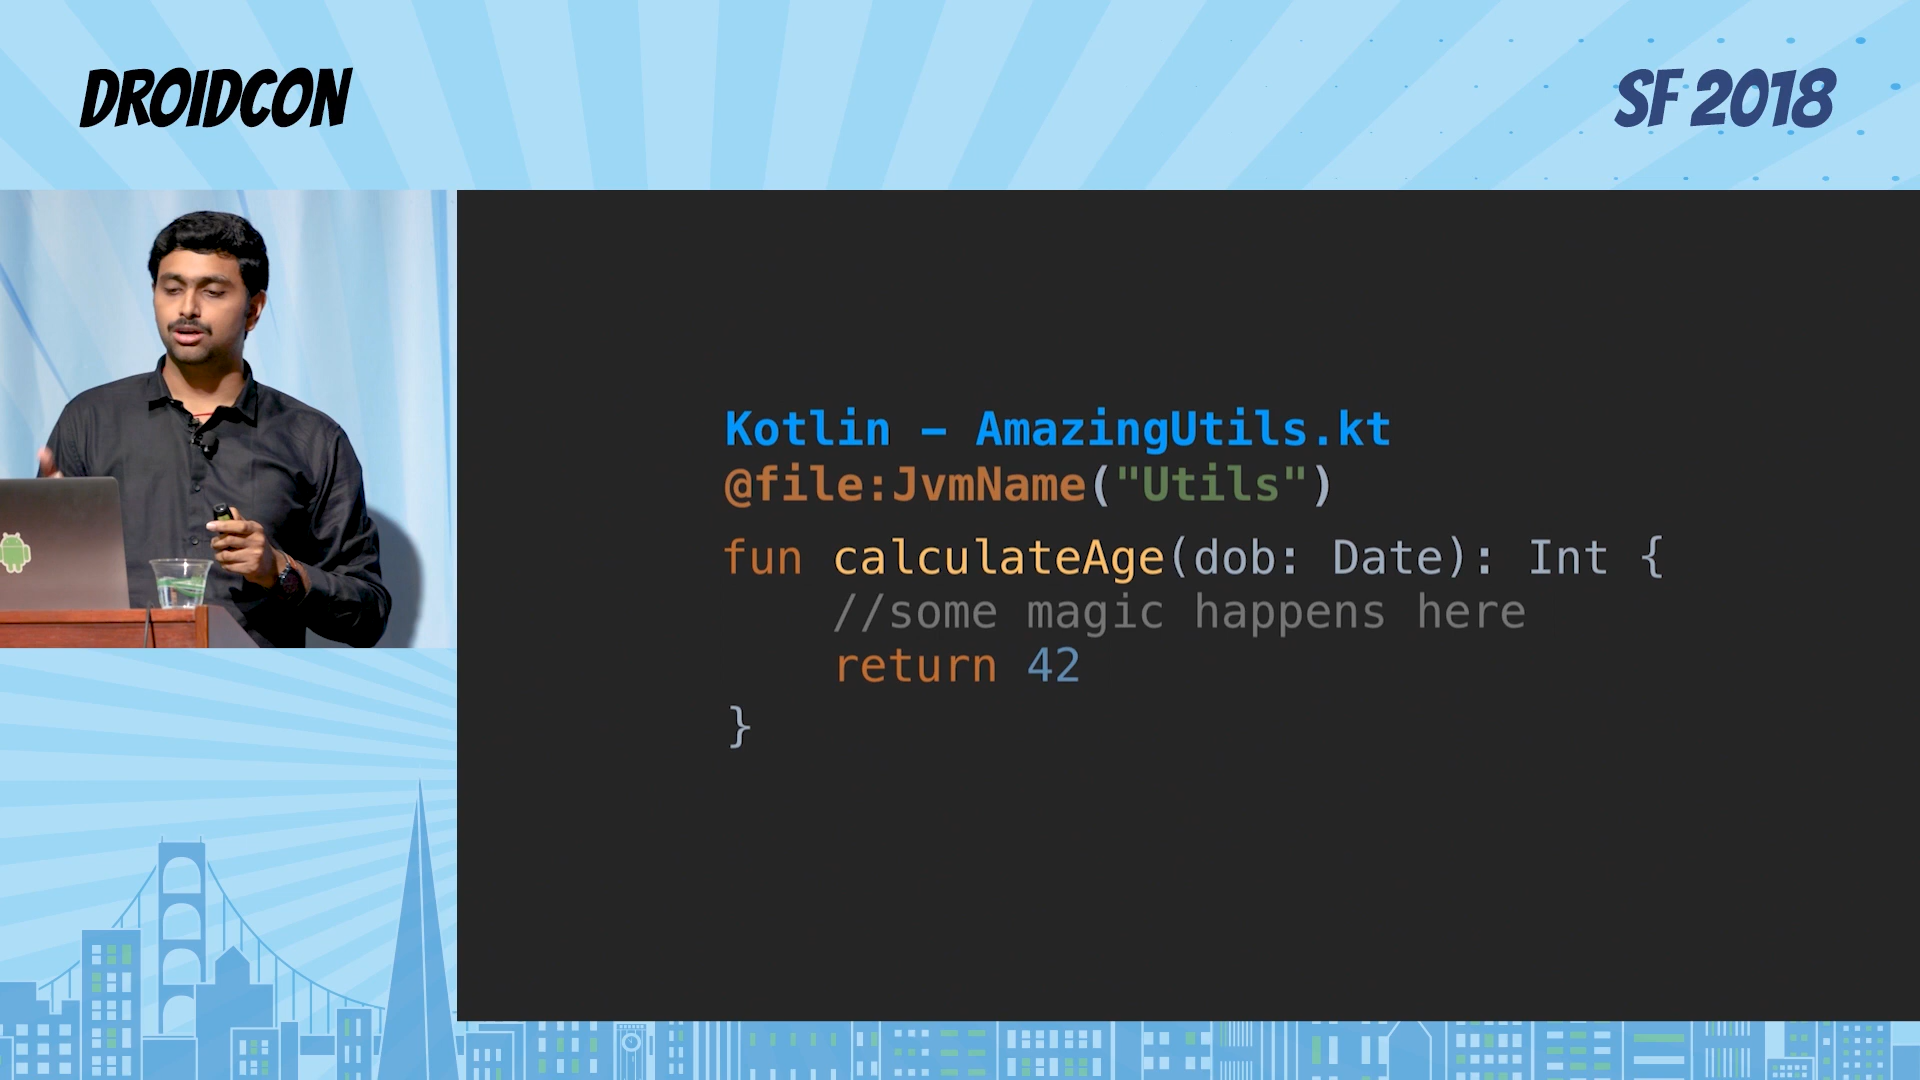 DROIDCON
SF 2018
Kotlin – AmazingUtils.kt
@file:JvmName("Utils")
fun calculateAge(dob: Date): Int {
    //some magic happens here
    return 42
}